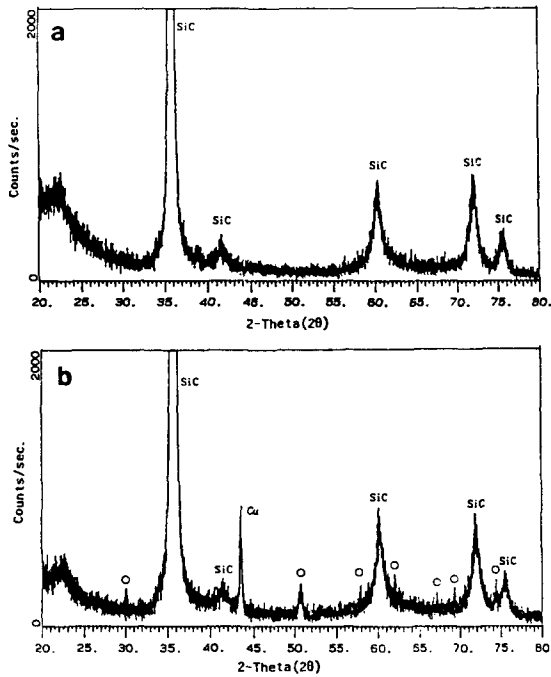 a
2000
SiC
Counts/sec.
SiC
SiC
SiC
SiC
0
20. 25. 30. 35. 40. 45. 50. 55. 60. 65. 70. 75. 80.
2-Theta(2θ)
b
2000
SiC
Counts/sec.
Cu
SiC
SiC
SiC
SiC
0
20. 25. 30. 35. 40. 45. 50. 55. 60. 65. 70. 75. 80.
2-Theta(2θ)